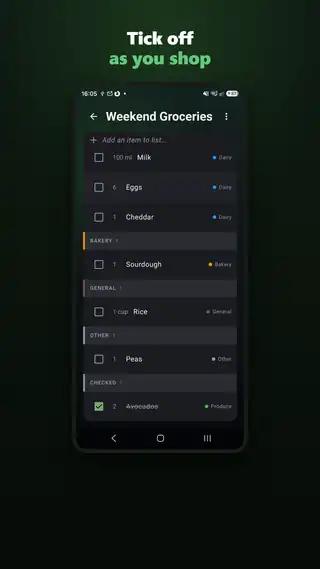 Tick off
as you shop
16:05
Weekend Groceries
Add an item to list...
100 ml Milk Dairy
6 Eggs Dairy
1 Cheddar Dairy
BAKERY 1
1 Sourdough Bakery
GENERAL 1
1 cup Rice General
OTHER 1
1 Peas Other
CHECKED 1
2 Avocados Produce